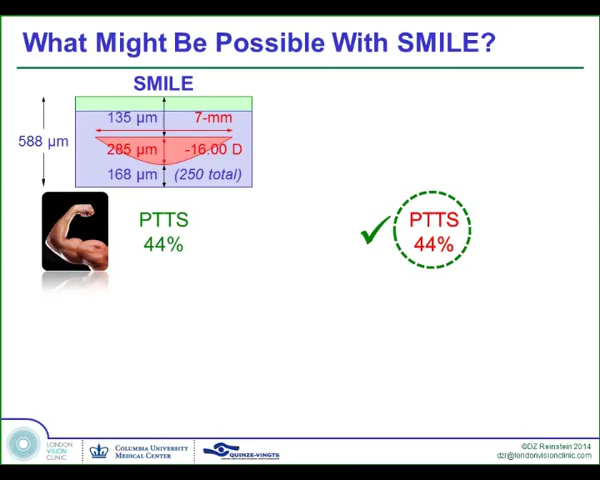 What Might Be Possible With SMILE?
SMILE
135 µm
7-mm
588 µm
285 µm
-16.00 D
168 µm
(250 total)
PTTS
44%
PTTS
44%
LONDON
VISION
CLINIC
COLUMBIA UNIVERSITY
MEDICAL CENTER
QUINZE-VINGTS
©DZ Reinstein 2014
dzr@londonvisionclinic.com